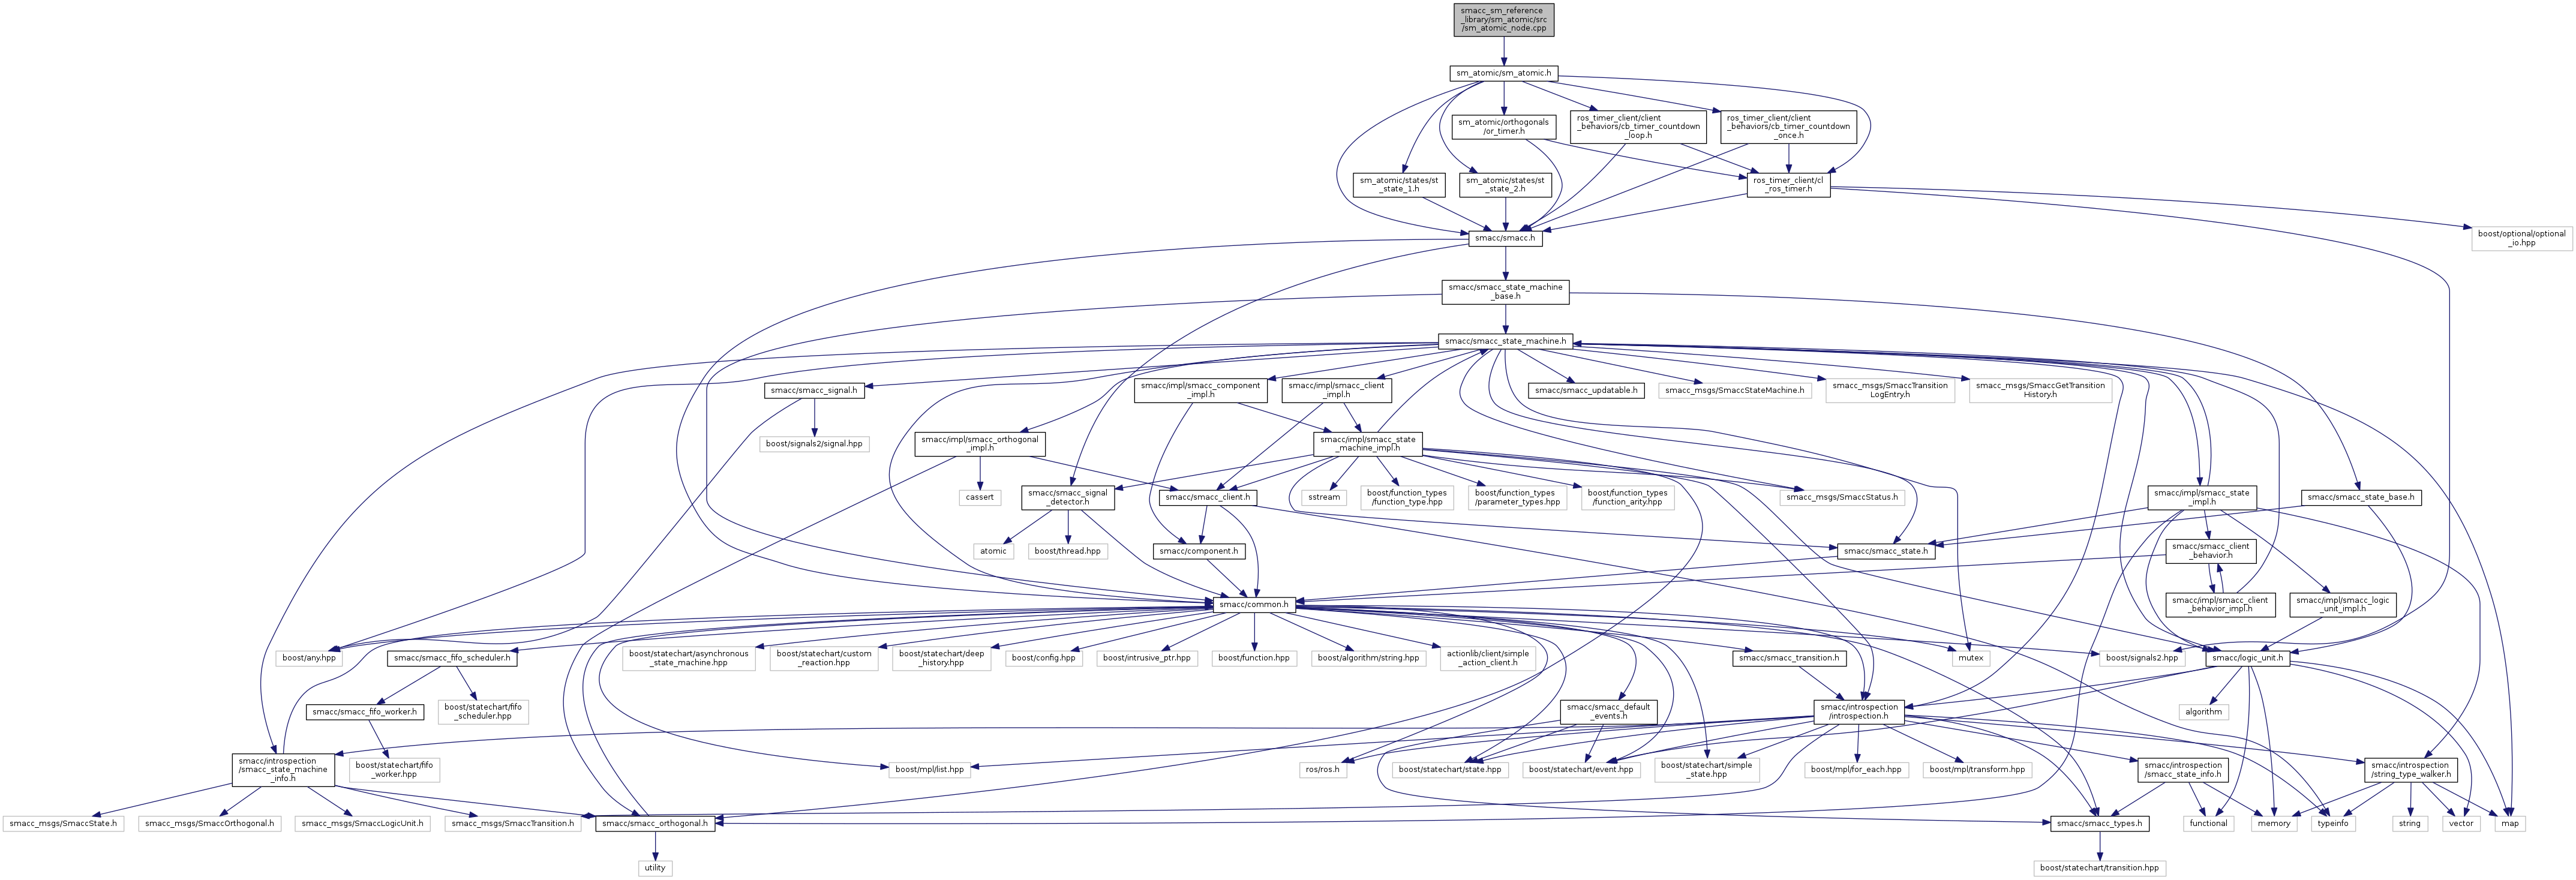 smacc_sm_reference
_library/sm_atomic/src
/sm_atomic_node.cpp
sm_atomic/sm_atomic.h
sm_atomic/orthogonals
/or_timer.h
ros_timer_client/client
_behaviors/cb_timer_countdown
_loop.h
ros_timer_client/client
_behaviors/cb_timer_countdown
_once.h
sm_atomic/states/st
_state_1.h
sm_atomic/states/st
_state_2.h
ros_timer_client/cl
_ros_timer.h
smacc/smacc.h
boost/optional/optional
_io.hpp
smacc/smacc_state_machine
_base.h
smacc/smacc_state_machine.h
smacc/smacc_signal.h
smacc/impl/smacc_component
_impl.h
smacc/impl/smacc_client
_impl.h
smacc/smacc_updatable.h
smacc_msgs/SmaccStateMachine.h
smacc_msgs/SmaccTransition
LogEntry.h
smacc_msgs/SmaccGetTransition
History.h
boost/signals2/signal.hpp
smacc/impl/smacc_orthogonal
_impl.h
smacc/impl/smacc_state
_machine_impl.h
cassert
smacc/smacc_signal
_detector.h
smacc/smacc_client.h
sstream
boost/function_types
/function_type.hpp
boost/function_types
/parameter_types.hpp
boost/function_types
/function_arity.hpp
smacc_msgs/SmaccStatus.h
smacc/impl/smacc_state
_impl.h
smacc/smacc_state_base.h
atomic
boost/thread.hpp
smacc/component.h
smacc/smacc_state.h
smacc/smacc_client
_behavior.h
smacc/common.h
smacc/impl/smacc_client
_behavior_impl.h
smacc/impl/smacc_logic
_unit_impl.h
boost/any.hpp
smacc/smacc_fifo_scheduler.h
boost/statechart/asynchronous
_state_machine.hpp
boost/statechart/custom
_reaction.hpp
boost/statechart/deep
_history.hpp
boost/config.hpp
boost/intrusive_ptr.hpp
boost/function.hpp
boost/algorithm/string.hpp
actionlib/client/simple
_action_client.h
smacc/smacc_transition.h
mutex
boost/signals2.hpp
smacc/logic_unit.h
smacc/smacc_fifo_worker.h
boost/statechart/fifo
_scheduler.hpp
smacc/smacc_default
_events.h
smacc/introspection
/introspection.h
algorithm
smacc/introspection
/smacc_state_machine
_info.h
boost/statechart/fifo
_worker.hpp
boost/mpl/list.hpp
ros/ros.h
boost/statechart/state.hpp
boost/statechart/event.hpp
boost/statechart/simple
_state.hpp
boost/mpl/for_each.hpp
boost/mpl/transform.hpp
smacc/introspection
/smacc_state_info.h
smacc/introspection
/string_type_walker.h
smacc_msgs/SmaccState.h
smacc_msgs/SmaccOrthogonal.h
smacc_msgs/SmaccLogicUnit.h
smacc_msgs/SmaccTransition.h
smacc/smacc_orthogonal.h
smacc/smacc_types.h
functional
memory
typeinfo
string
vector
map
utility
boost/statechart/transition.hpp